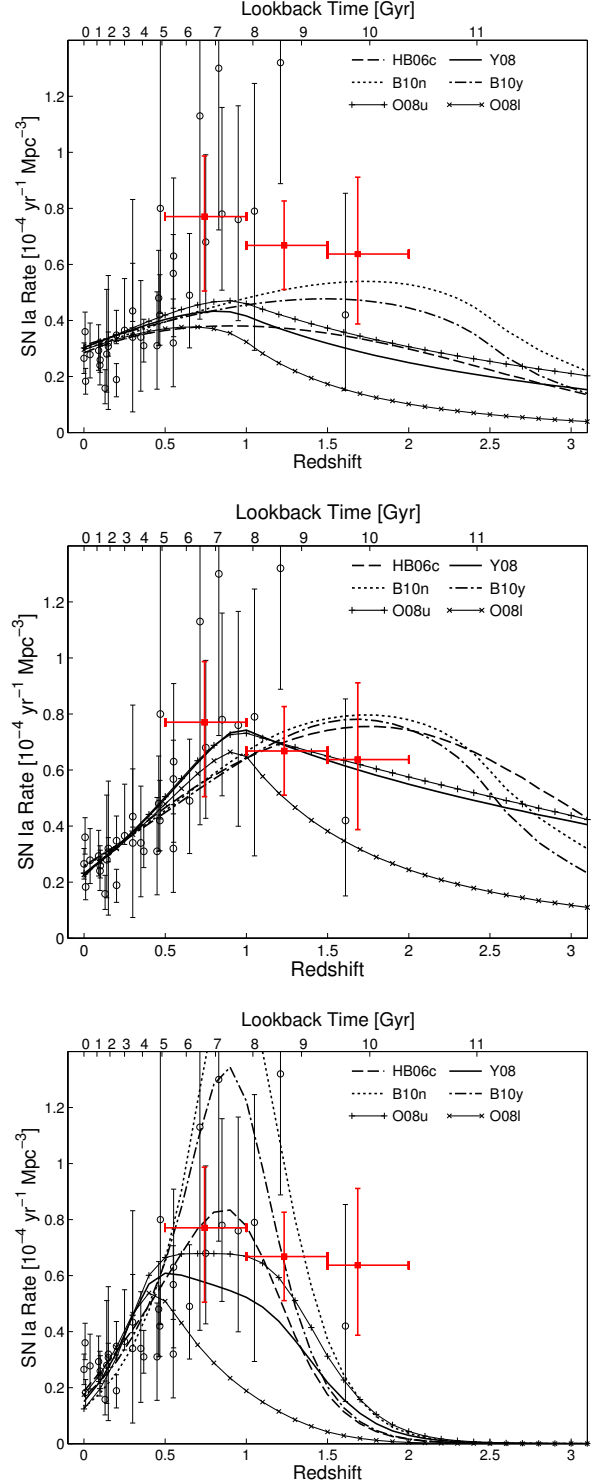 Lookback Time [Gyr]
0 1 2 3 4 5 6 7 8 9 10 11
HB06c Y08
B10n B10y
O08u O08l
SN Ia Rate [10⁻⁴ yr⁻¹ Mpc⁻³]
1.2
1
0.8
0.6
0.4
0.2
0
0 0.5 1 1.5 2 2.5 3
Redshift
Lookback Time [Gyr]
0 1 2 3 4 5 6 7 8 9 10 11
HB06c Y08
B10n B10y
O08u O08l
SN Ia Rate [10⁻⁴ yr⁻¹ Mpc⁻³]
1.2
1
0.8
0.6
0.4
0.2
0
0 0.5 1 1.5 2 2.5 3
Redshift
Lookback Time [Gyr]
0 1 2 3 4 5 6 7 8 9 10 11
HB06c Y08
B10n B10y
O08u O08l
SN Ia Rate [10⁻⁴ yr⁻¹ Mpc⁻³]
1.2
1
0.8
0.6
0.4
0.2
0
0 0.5 1 1.5 2 2.5 3
Redshift